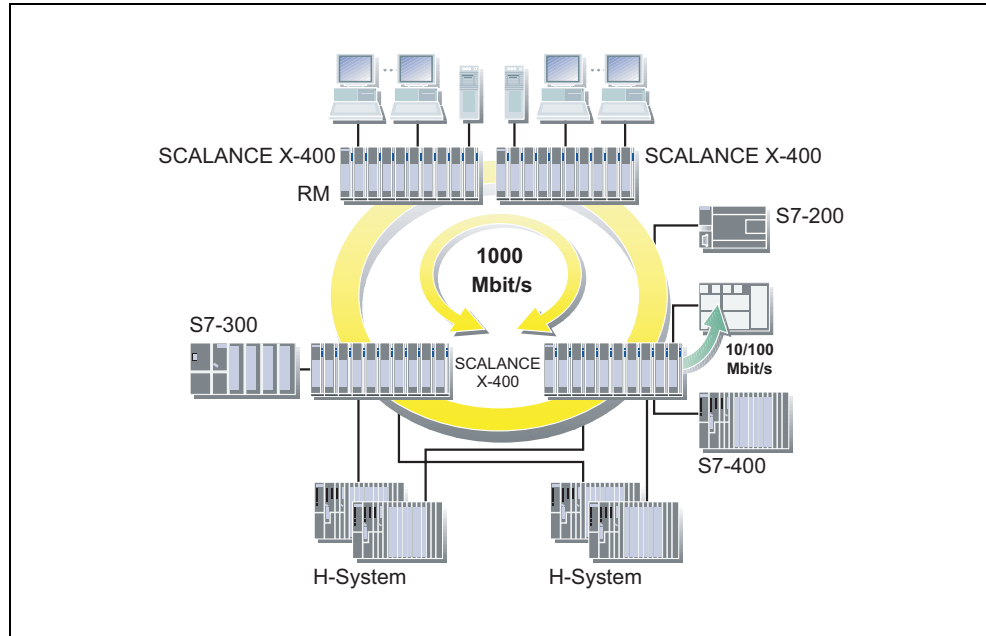 SCALANCE X-400
SCALANCE X-400
RM
S7-200
1000
Mbit/s
S7-300
10/100
Mbit/s
SCALANCE
X-400
S7-400
H-System
H-System